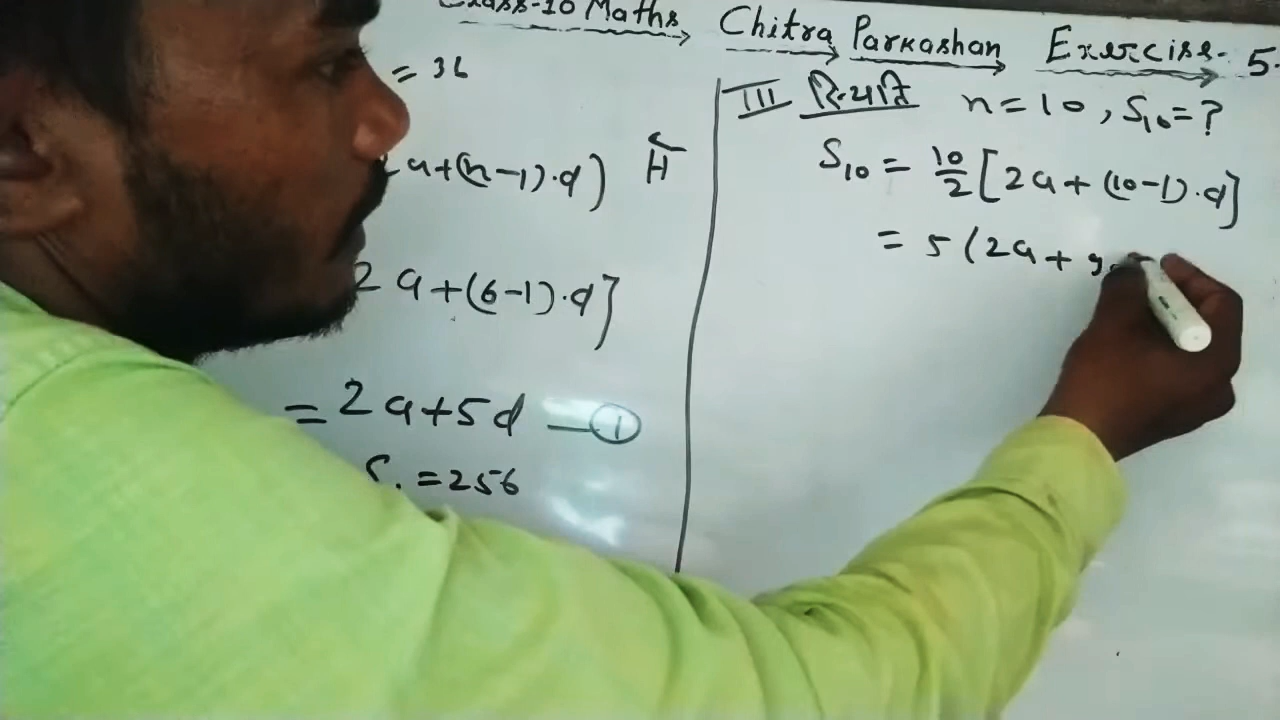 Class-10 Maths Chitra Parkashan Exercise- 5.
= 36
a+(n-1).d) में
2a+(6-1).d]
= 2a+5d —①
= 256
III स्थिति n=10, S10=?
S10 = 10/2 [2a+(10-1).d]
= 5 (2a+9